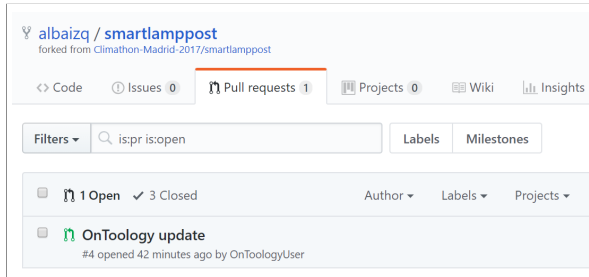 albaizq / smartlamppost
forked from Climathon-Madrid-2017/smartlamppost
<> Code Issues 0 Pull requests 1 Projects 0 Wiki Insights
Filters is:pr is:open Labels Milestones
1 Open ✓ 3 Closed Author Labels Projects
OnToology update
#4 opened 42 minutes ago by OnToologyUser